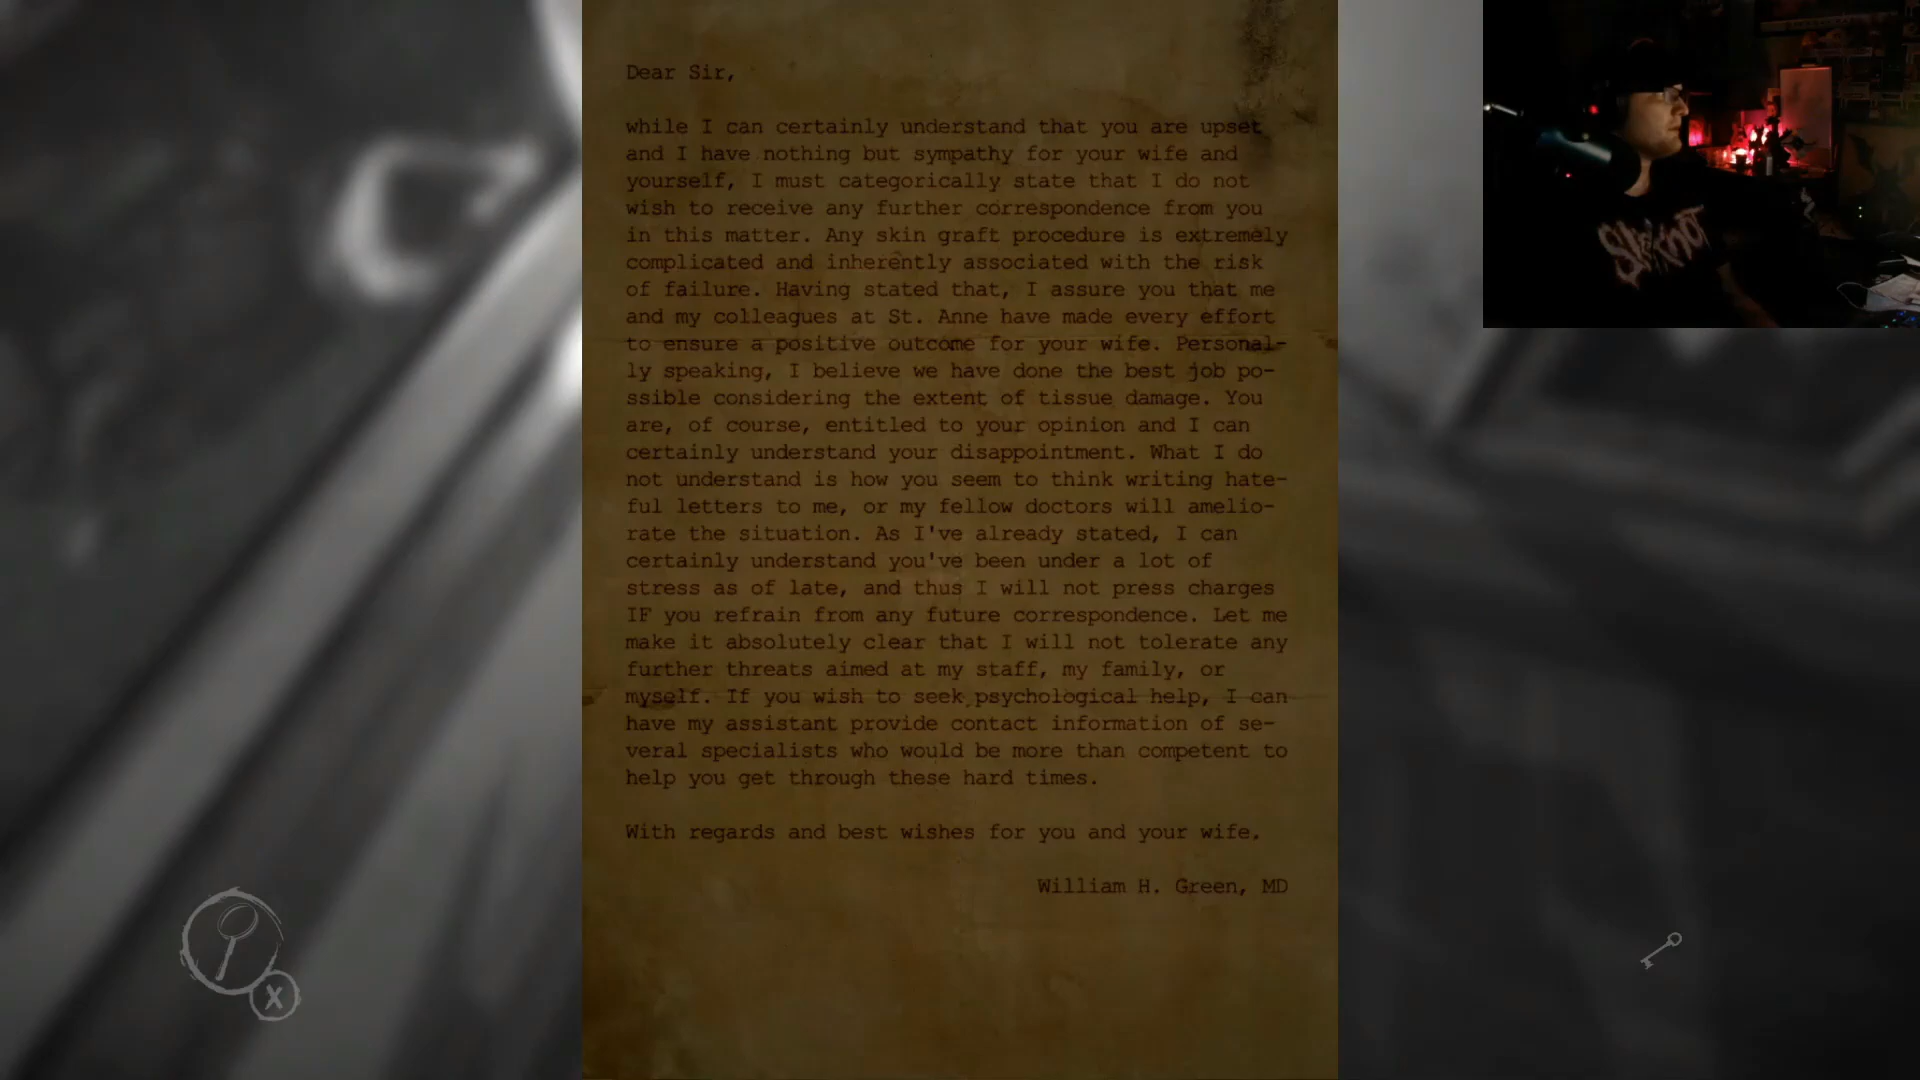 Dear Sir,
while I can certainly understand that you are upset
and I have nothing but sympathy for your wife and
yourself, I must categorically state that I do not
wish to receive any further correspondence from you
in this matter. Any skin graft procedure is extremely
complicated and inherently associated with the risk
of failure. Having stated that, I assure you that me
and my colleagues at St. Anne have made every effort
to ensure a positive outcome for your wife. Personal-
ly speaking, I believe we have done the best job po-
ssible considering the extent of tissue damage. You
are, of course, entitled to your opinion and I can
certainly understand your disappointment. What I do
not understand is how you seem to think writing hate-
ful letters to me, or my fellow doctors will amelio-
rate the situation. As I've already stated, I can
certainly understand you've been under a lot of
stress as of late, and thus I will not press charges
IF you refrain from any future correspondence. Let me
make it absolutely clear that I will not tolerate any
further threats aimed at my staff, my family, or
myself. If you wish to seek psychological help, I can
have my assistant provide contact information of se-
veral specialists who would be more than competent to
help you get through these hard times.
With regards and best wishes for you and your wife,
William H. Green, MD
X
Slipknot